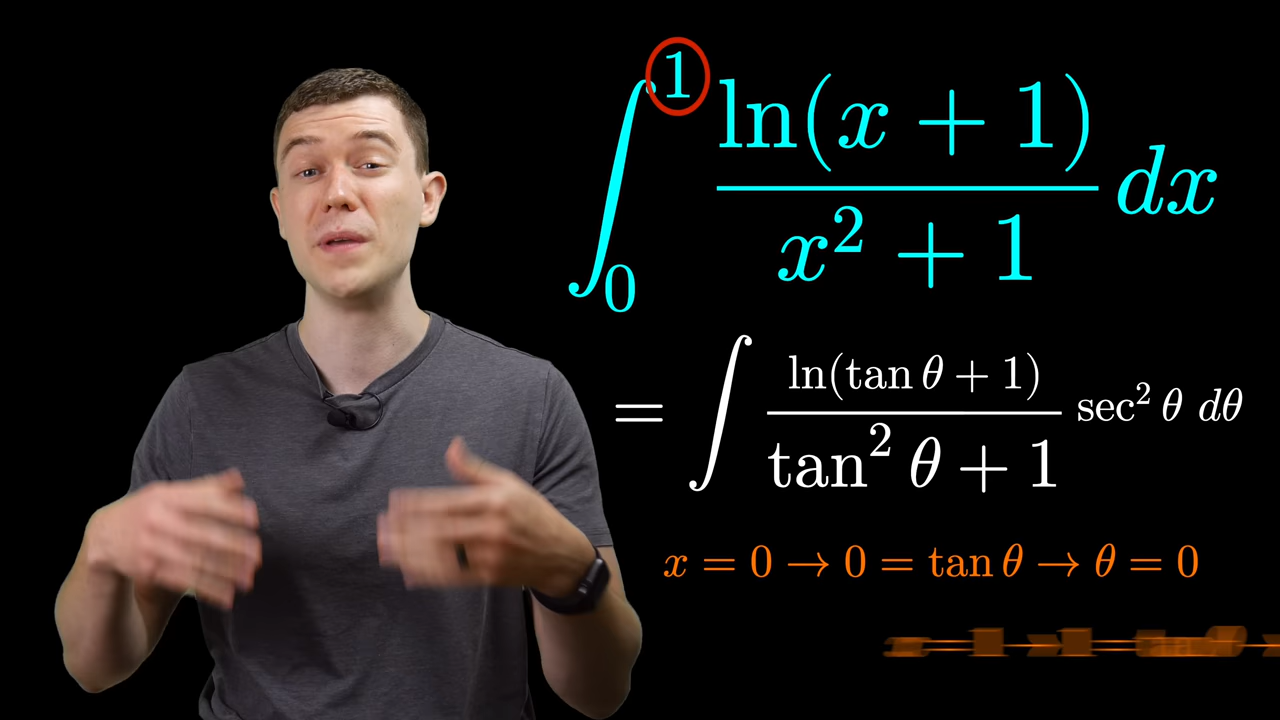 ∫₀¹ ln(x + 1) / (x² + 1) dx
= ∫ ln(tan θ + 1) / (tan² θ + 1) sec² θ dθ
x = 0 → 0 = tan θ → θ = 0